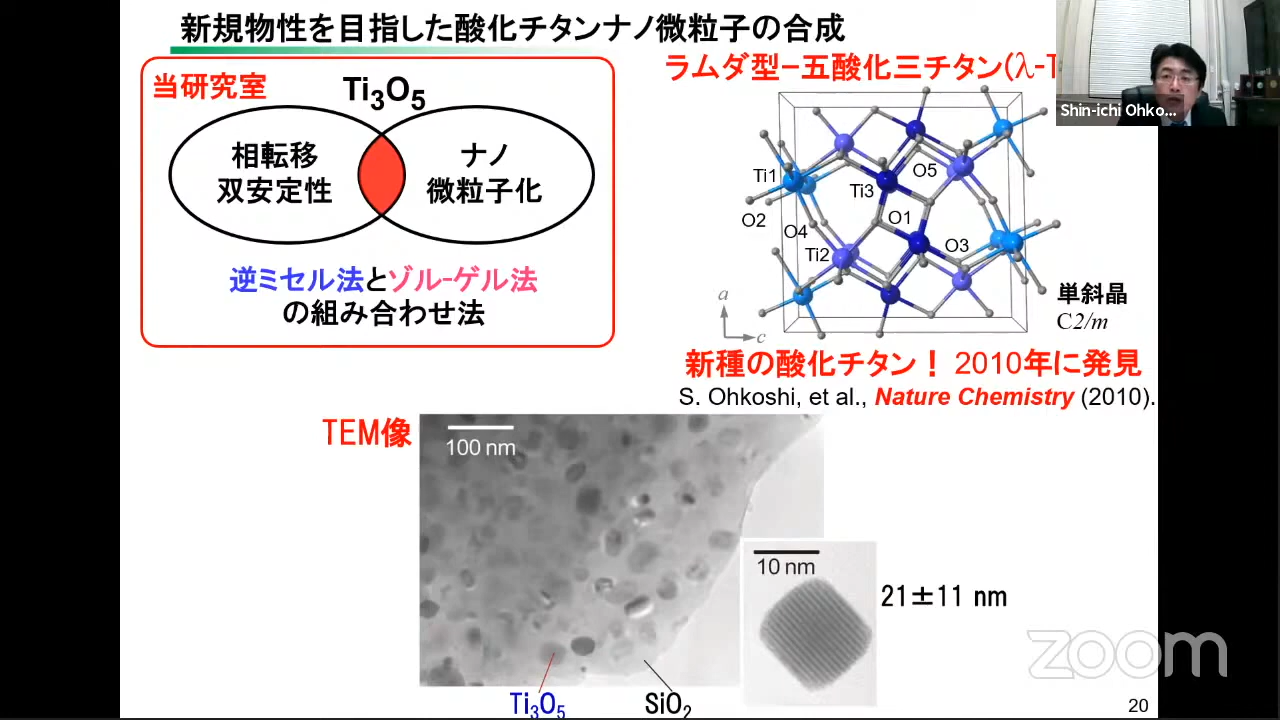 新規物性を目指した酸化チタンナノ微粒子の合成
当研究室
Ti3O5
相転移
双安定性
ナノ
微粒子化
逆ミセル法とゾル-ゲル法
の組み合わせ法
ラムダ型-五酸化三チタン(λ-T
Shin-ichi Ohko...
Ti1
Ti3
O5
O2
O4
O1
Ti2
O3
a
c
単斜晶
C2/m
新種の酸化チタン! 2010年に発見
S. Ohkoshi, et al., Nature Chemistry (2010).
TEM像
100 nm
10 nm
21±11 nm
Ti3O5
SiO2
zoom
20